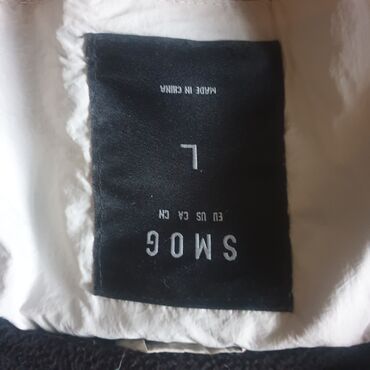 SMOG
EU US CA CN
L
MADE IN CHINA